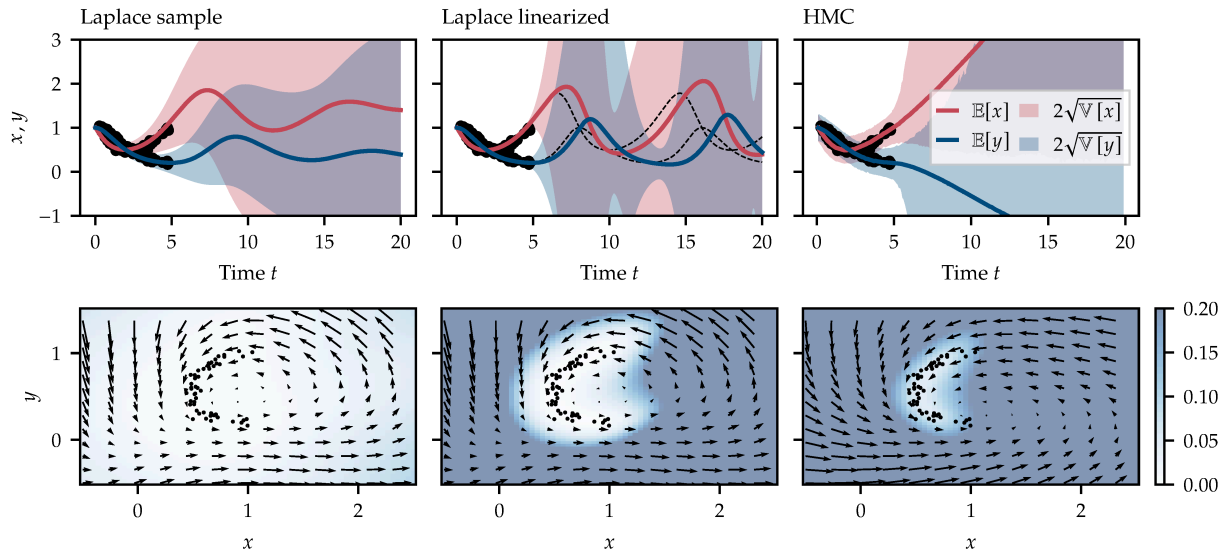 Laplace sample
Laplace linearized
HMC
3
2
1
0
−1
x, y
0 5 10 15 20
0 5 10 15 20
0 5 10 15 20
Time t
Time t
Time t
𝔼[x] 2√𝕍[x]
𝔼[y] 2√𝕍[y]
1
0
y
0 1 2
0 1 2
0 1 2
x
x
x
0.20
0.15
0.10
0.05
0.00